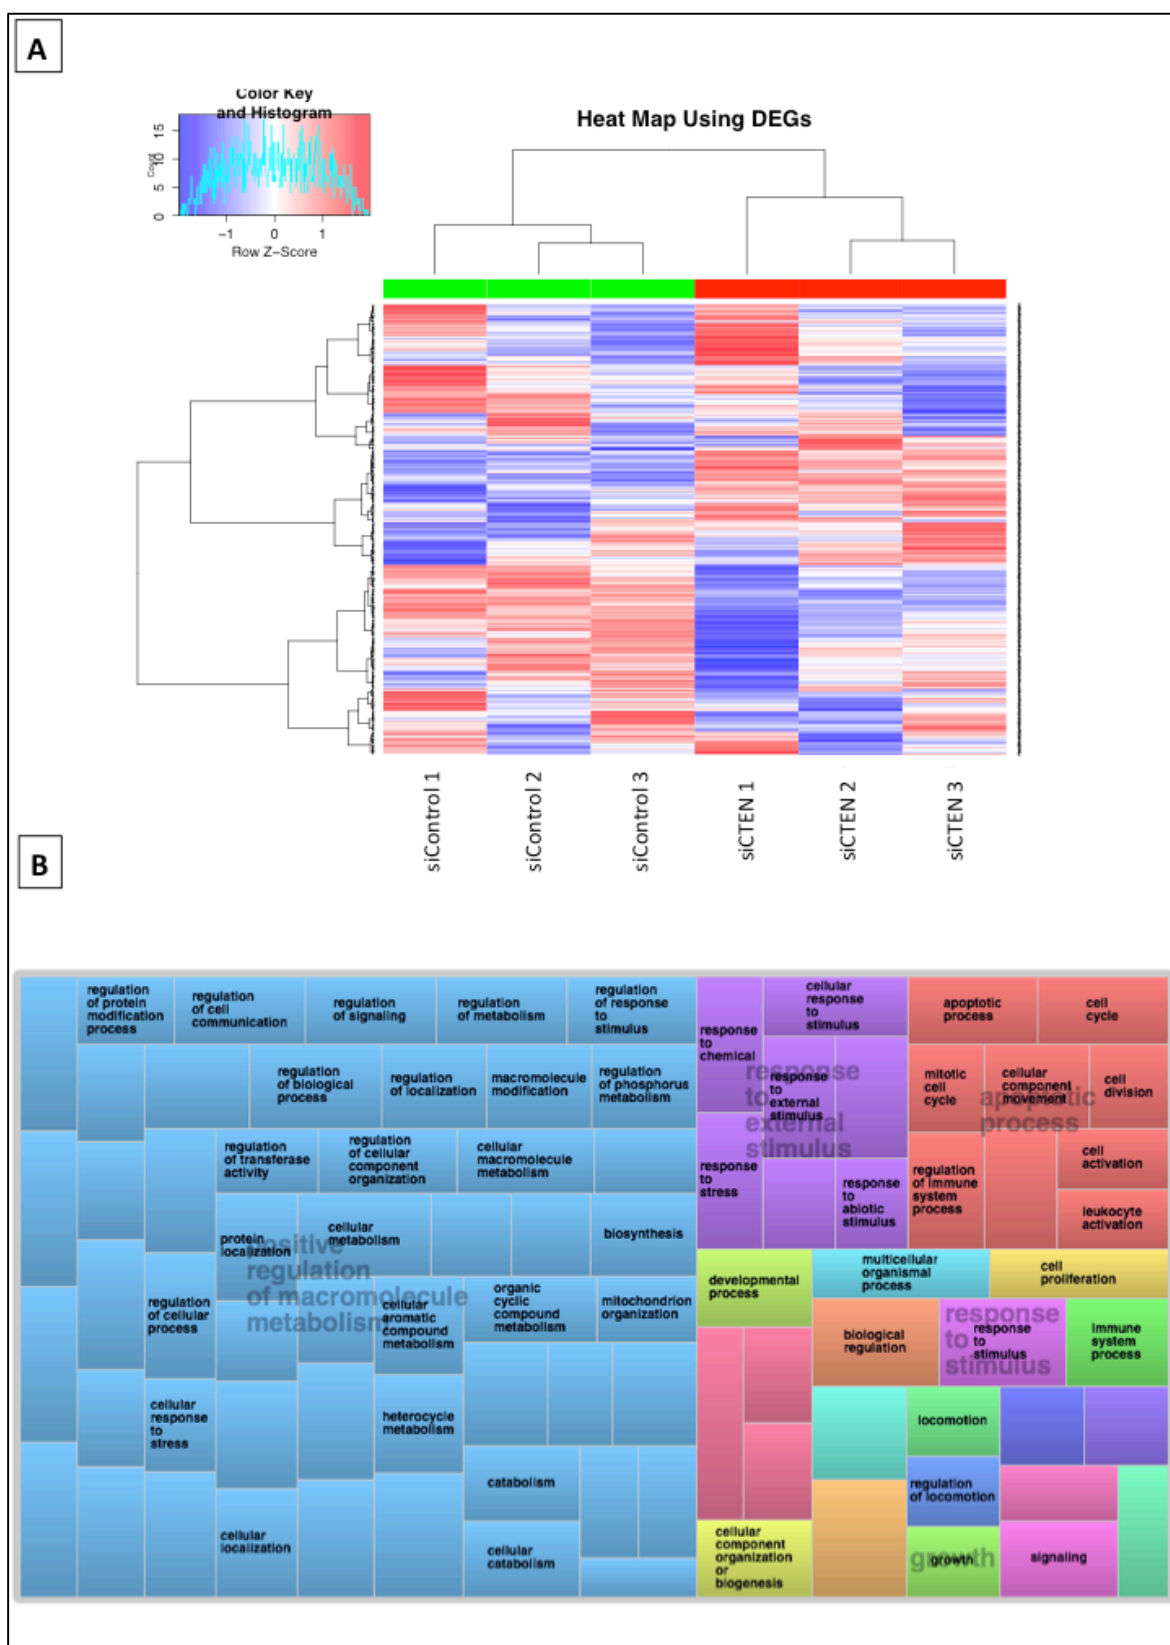 A
Color Key
and Histogram
Count
0
5
10
15
−1
0
1
Row Z−Score
Heat Map Using DEGs
siControl 1
siControl 2
siControl 3
siCTEN 1
siCTEN 2
siCTEN 3
B
regulation
of protein
modification
process
regulation
of cell
communication
regulation
of signaling
regulation
of metabolism
regulation
of response
to
stimulus
regulation
of biological
process
regulation
of localization
macromolecule
modification
regulation
of phosphorus
metabolism
regulation
of transferase
activity
regulation
of cellular
component
organization
cellular
macromolecule
metabolism
protein
localization
cellular
metabolism
biosynthesis
positive
regulation
of macromolecule
metabolism
regulation
of cellular
process
cellular
aromatic
compound
metabolism
organic
cyclic
compound
metabolism
mitochondrion
organization
cellular
response
to
stress
heterocycle
metabolism
catabolism
cellular
localization
cellular
catabolism
response
to
chemical
cellular
response
to
stimulus
response
to
external
stimulus
response
to
external
stimulus
response
to
stress
response
to
abiotic
stimulus
apoptotic
process
cell
cycle
mitotic
cell
cycle
cellular
component
movement
cell
division
apoptotic
process
regulation
of immune
system
process
cell
activation
leukocyte
activation
developmental
process
multicellular
organismal
process
cell
proliferation
biological
regulation
response
to
stimulus
response
to
stimulus
immune
system
process
locomotion
regulation
of locomotion
cellular
component
organization
or
biogenesis
growth
growth
signaling